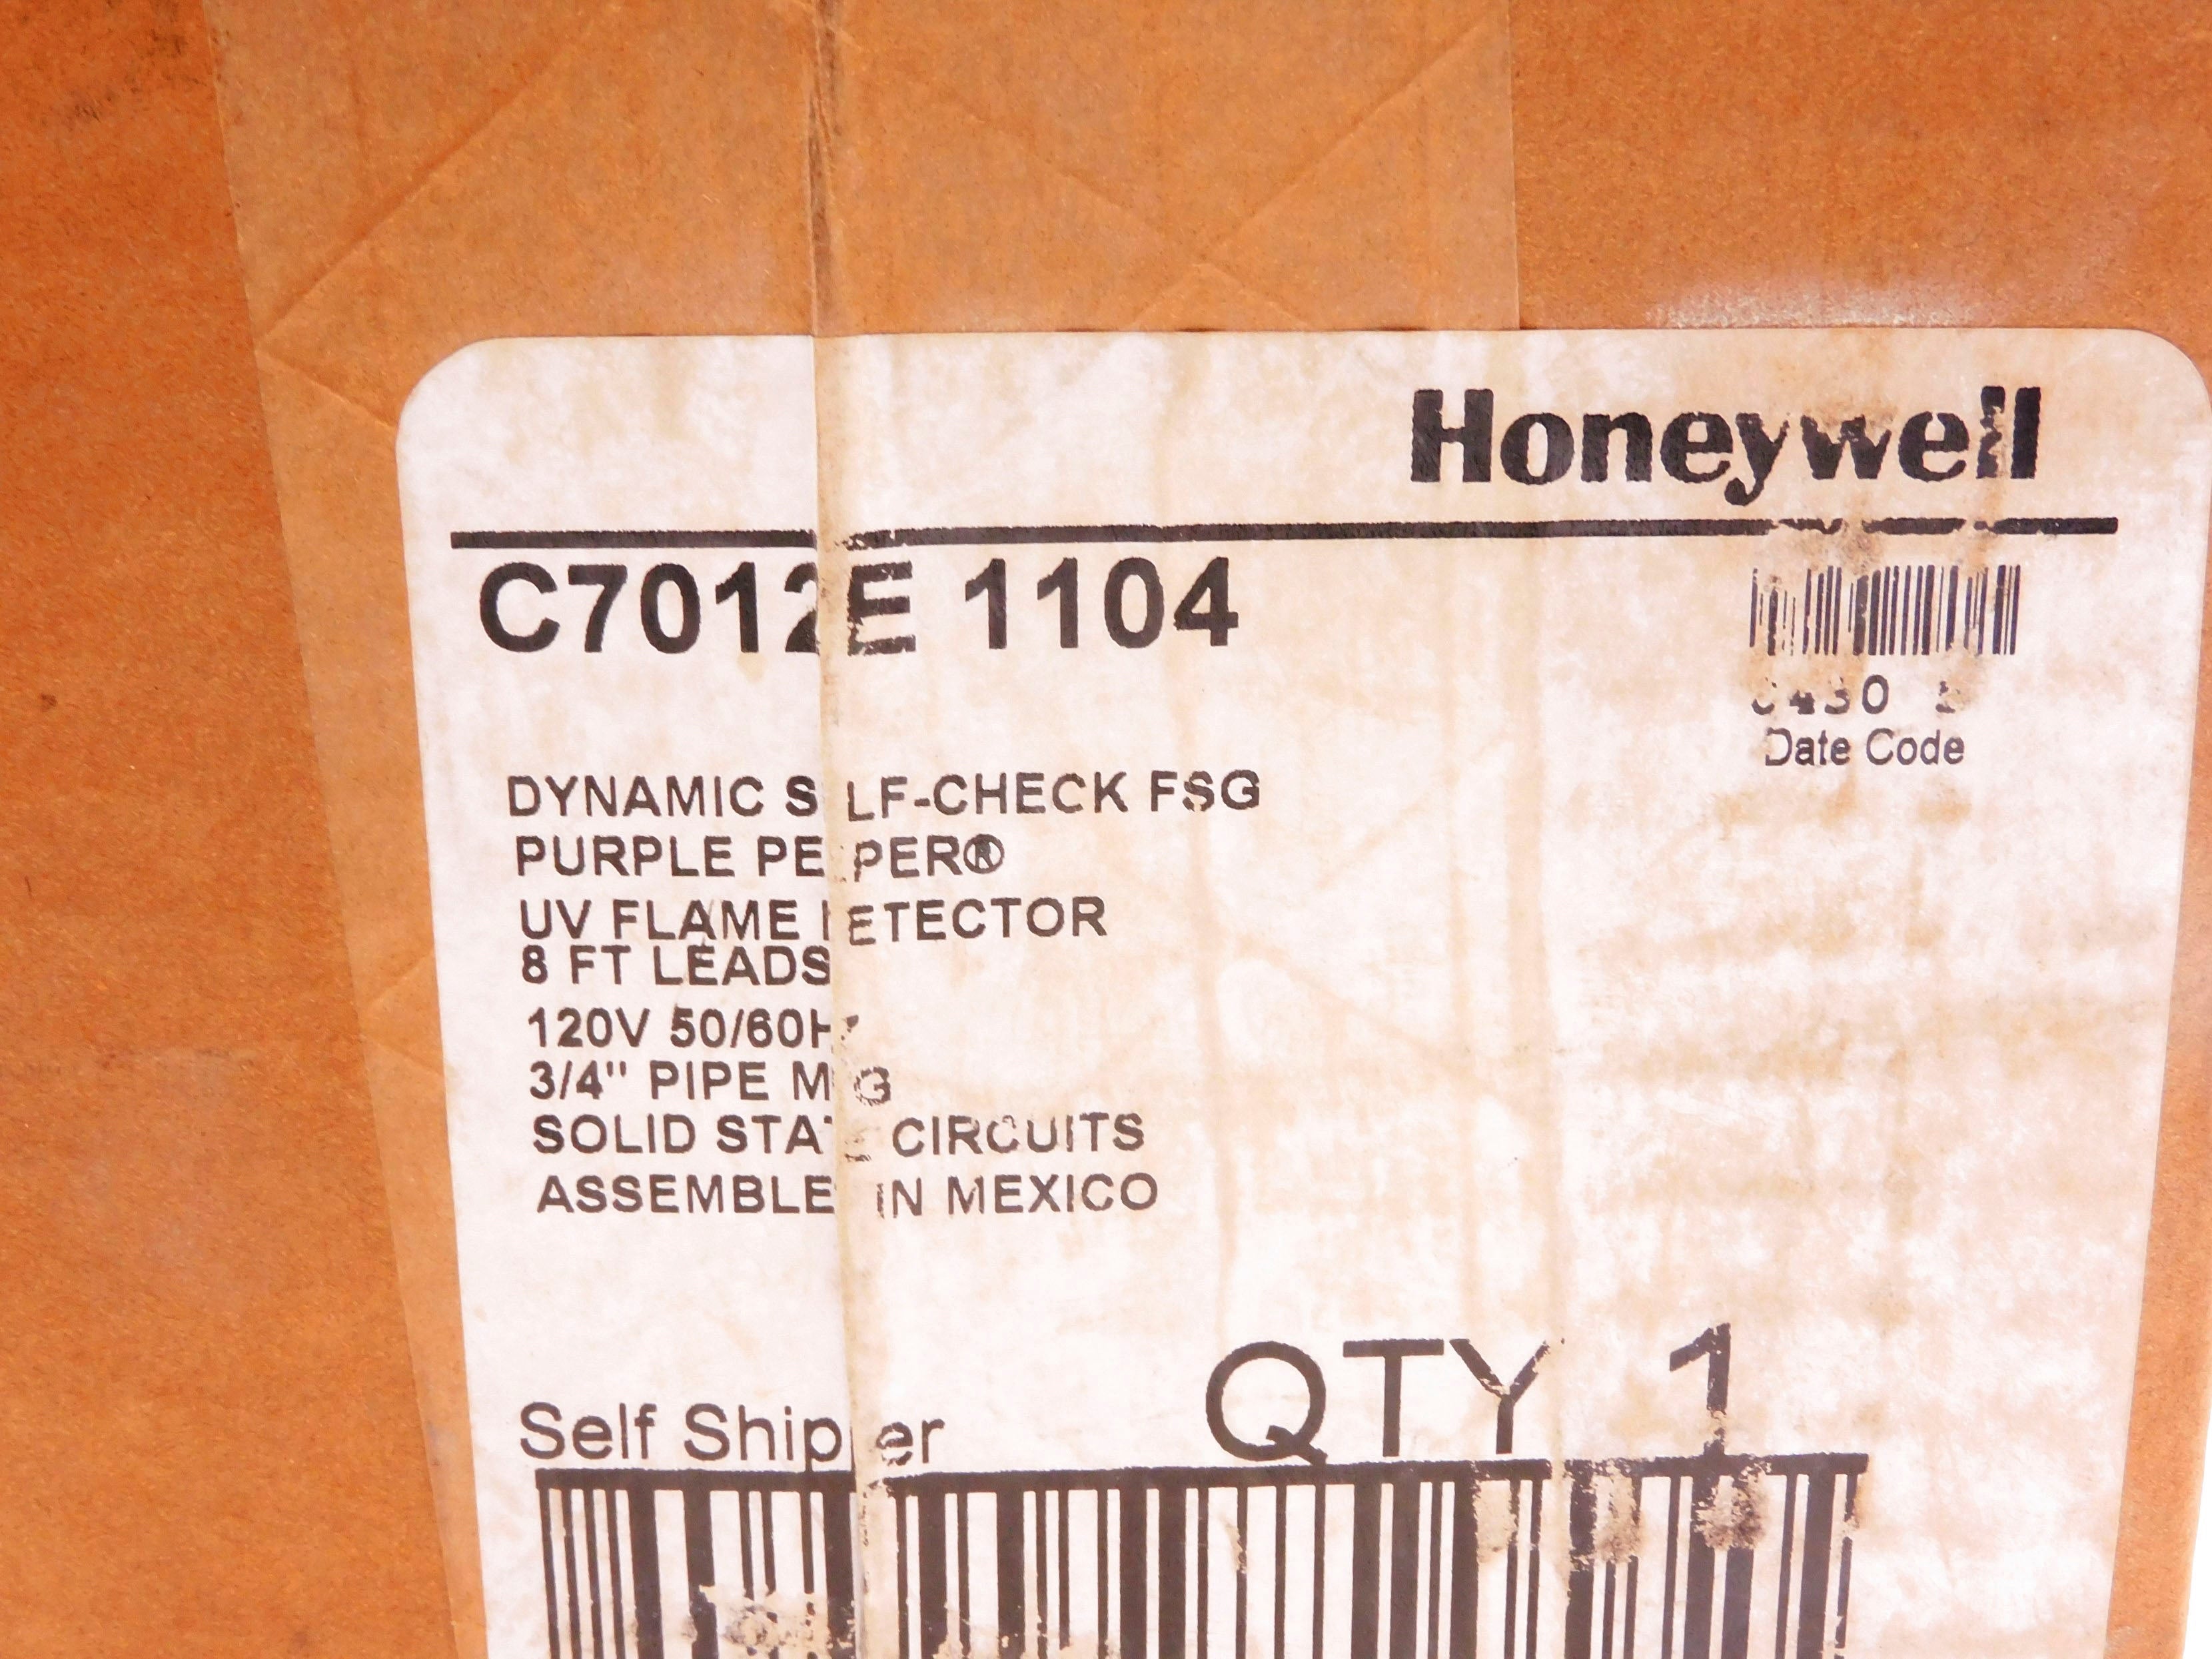 Honeywell
C7012E 1104
Date Code
DYNAMIC SELF-CHECK FSG
PURPLE PEEPER®
UV FLAME DETECTOR
8 FT LEADS
120V 50/60HZ
3/4" PIPE MTG
SOLID STATE CIRCUITS
ASSEMBLED IN MEXICO
QTY 1
Self Shipper